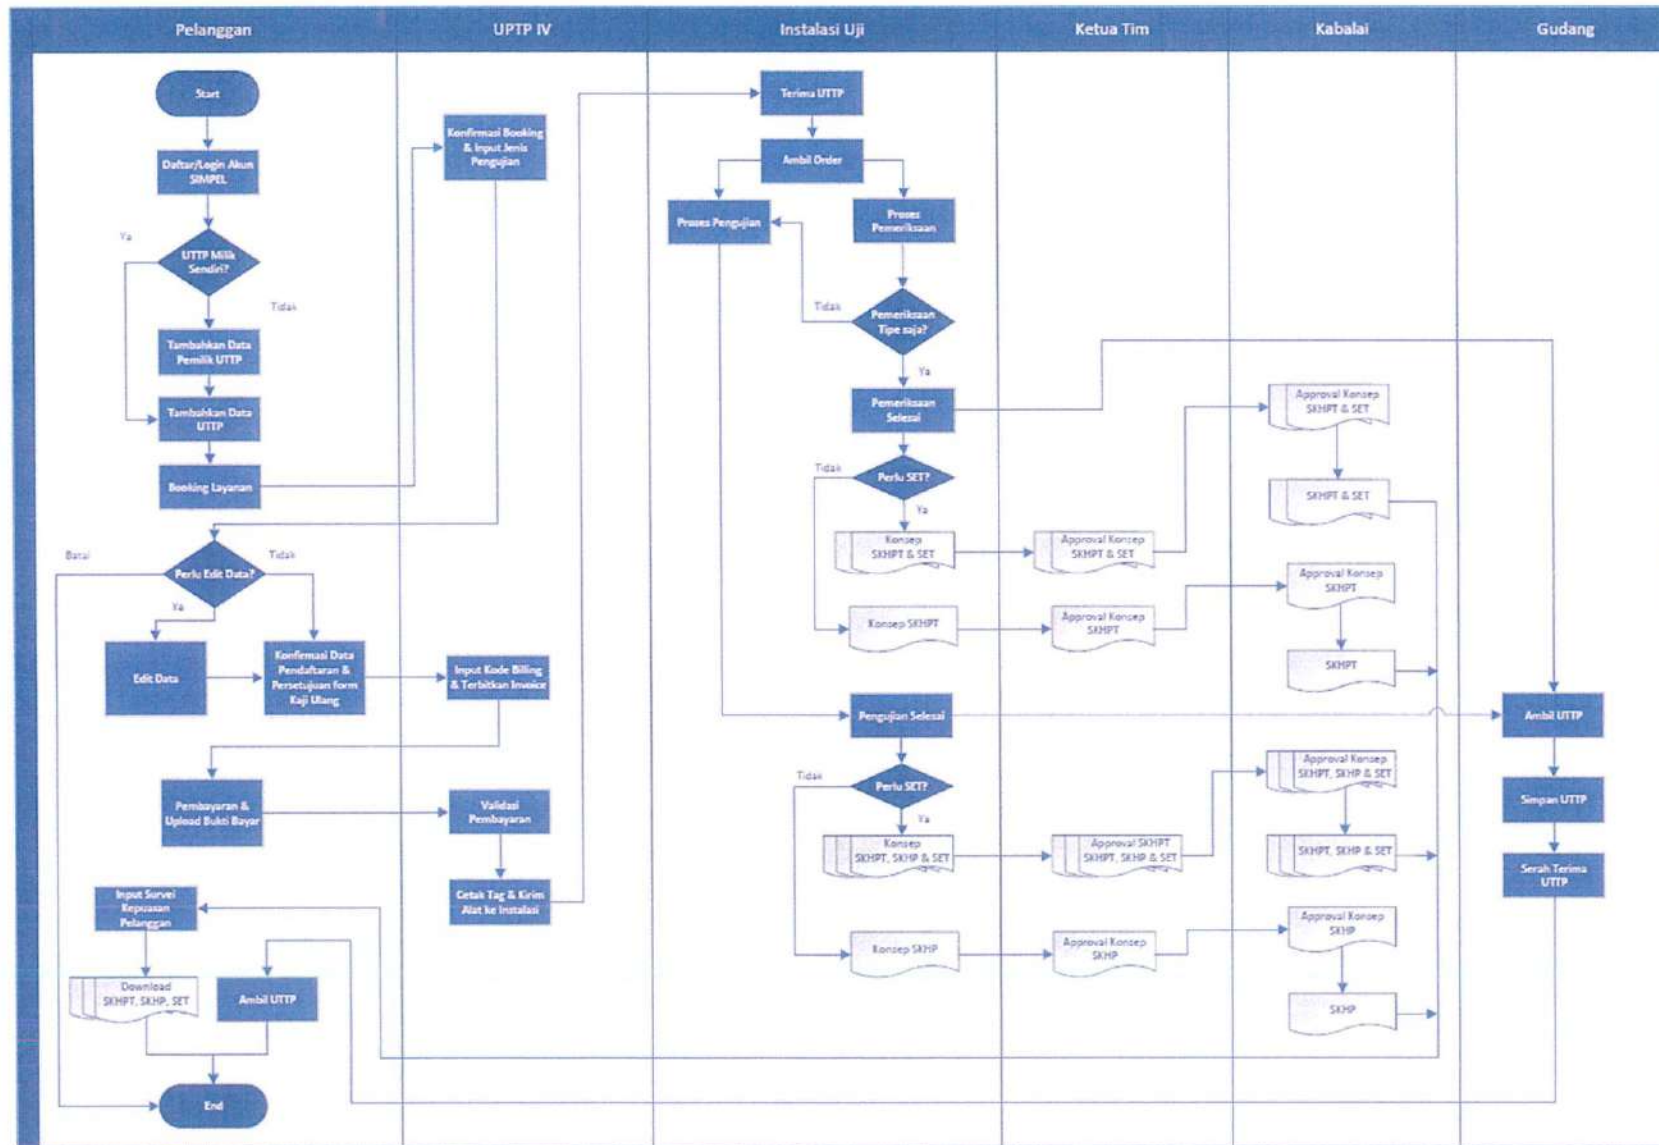 Pelanggan
UPTP IV
Instalasi Uji
Ketua Tim
Kabalai
Gudang
Start
Daftar/Login Akun
SIMPEL
Ya
UTTP Milik
Sendiri?
Tidak
Tambahkan Data
Pemilik UTTP
Tambahkan Data
UTTP
Booking Layanan
Batal
Tidak
Perlu Edit Data?
Ya
Edit Data
Konfirmasi Data
Pendaftaran &
Persetujuan form
Kaji Ulang
Pembayaran &
Upload Bukti Bayar
Input Survei
Kepuasan
Pelanggan
Download
SKHPT, SKHP, SET
Ambil UTTP
End
Konfirmasi Booking
& Input Jenis
Pengujian
Input Kode Billing
& Terbitkan Invoice
Validasi
Pembayaran
Cetak Tag & Kirim
Alat ke Instalasi
Terima UTTP
Ambil Order
Proses Pengujian
Proses
Pemeriksaan
Tidak
Pemeriksaan
Tipe saja?
Ya
Pemeriksaan
Selesai
Tidak
Perlu SET?
Ya
Konsep
SKHPT & SET
Konsep SKHPT
Pengujian Selesai
Tidak
Perlu SET?
Ya
Konsep
SKHPT, SKHP & SET
Konsep SKHP
Approval Konsep
SKHPT & SET
Approval Konsep
SKHPT
Approval SKHPT
SKHPT, SKHP & SET
Approval Konsep
SKHP
Approval Konsep
SKHPT & SET
SKHPT & SET
Approval Konsep
SKHPT
SKHPT
Approval Konsep
SKHPT, SKHP & SET
SKHPT, SKHP & SET
Approval Konsep
SKHP
SKHP
Ambil UTTP
Simpan UTTP
Serah Terima
UTTP